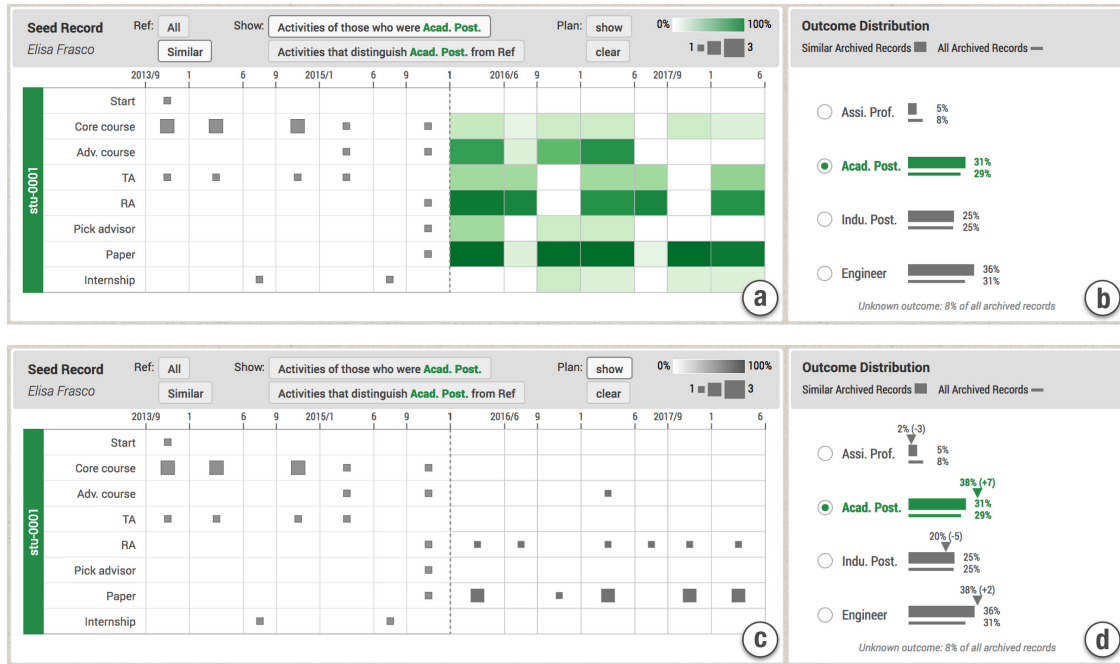 Seed Record
Elisa Frasco
Ref: All
Similar
Show: Activities of those who were Acad. Post.
Activities that distinguish Acad. Post. from Ref
Plan: show
clear
0% 100%
1 3
2013/9 1 6 9 2015/1 6 9 1 2016/6 9 1 6 2017/9 1 6
stu-0001
Start
Core course
Adv. course
TA
RA
Pick advisor
Paper
Internship
a
Outcome Distribution
Similar Archived Records All Archived Records
Assi. Prof. 5%
8%
Acad. Post. 31%
29%
Indu. Post. 25%
25%
Engineer 36%
31%
Unknown outcome: 8% of all archived records
b
Seed Record
Elisa Frasco
Ref: All
Similar
Show: Activities of those who were Acad. Post.
Activities that distinguish Acad. Post. from Ref
Plan: show
clear
0% 100%
1 3
2013/9 1 6 9 2015/1 6 9 1 2016/6 9 1 6 2017/9 1 6
stu-0001
Start
Core course
Adv. course
TA
RA
Pick advisor
Paper
Internship
c
Outcome Distribution
Similar Archived Records All Archived Records
2% (-3)
Assi. Prof. 5%
8%
38% (+7)
Acad. Post. 31%
29%
20% (-5)
Indu. Post. 25%
25%
38% (+2)
Engineer 36%
31%
Unknown outcome: 8% of all archived records
d